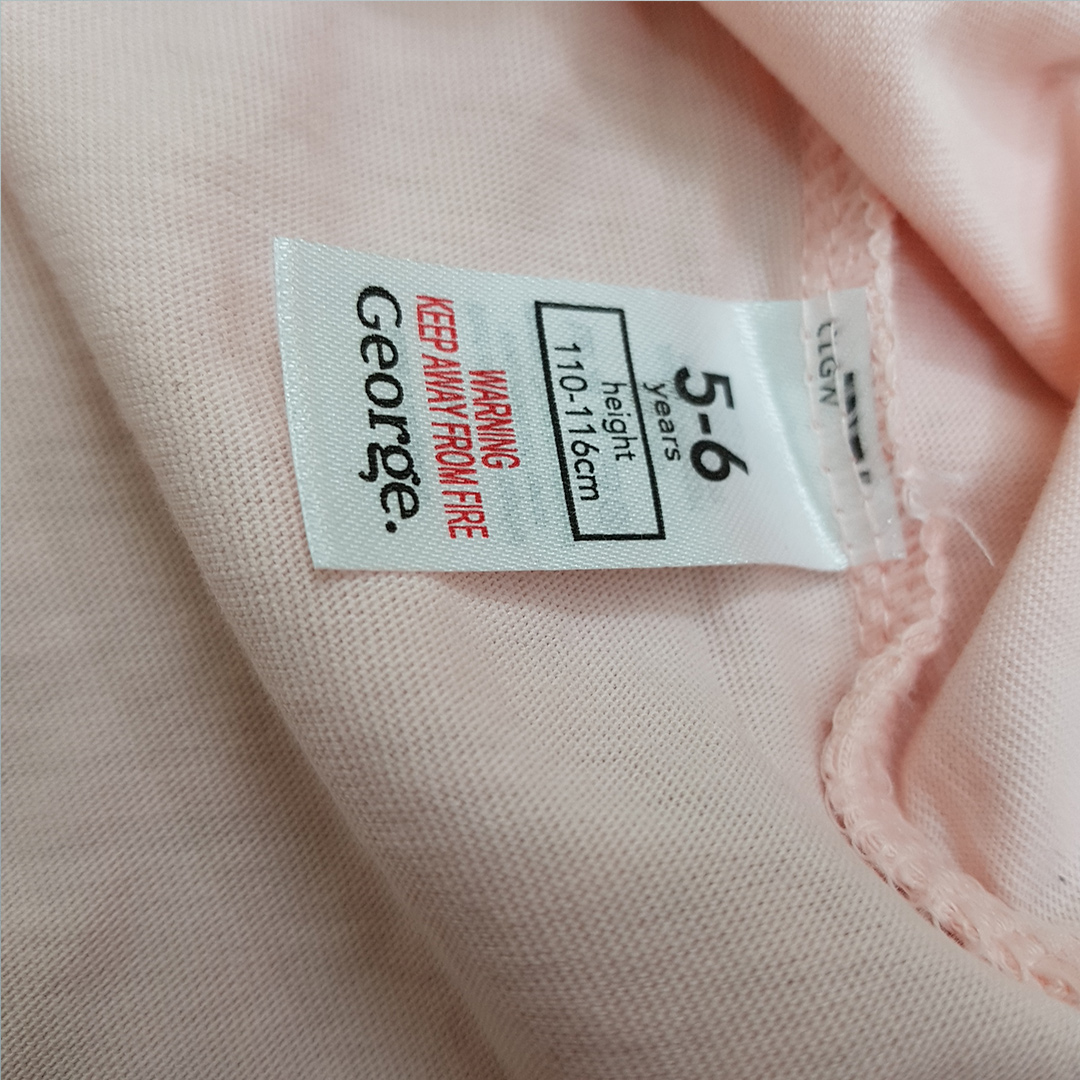 5-6
years
height
110-116cm
WARNING
KEEP AWAY FROM FIRE
George.